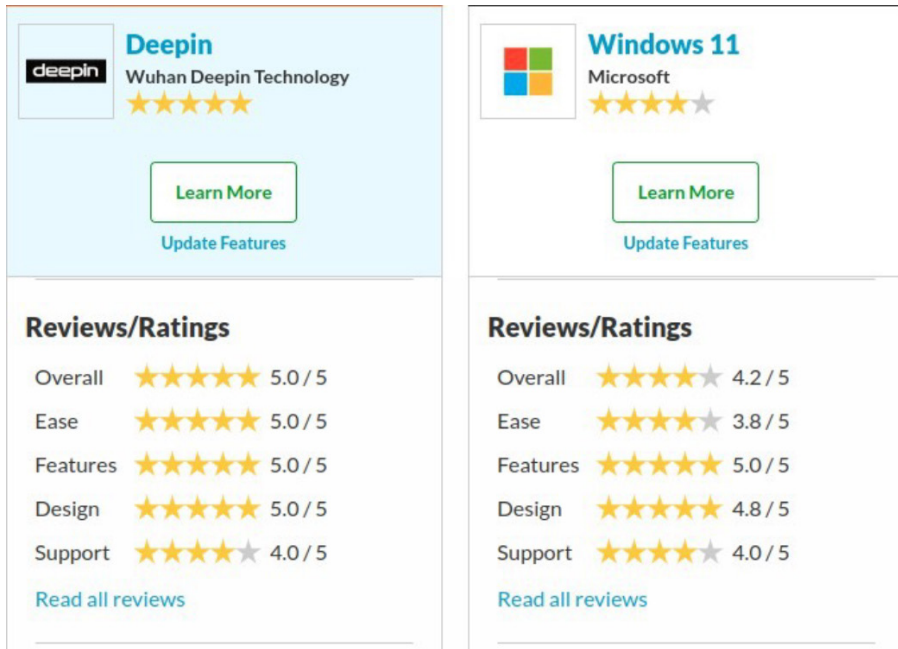 deepin
Deepin
Wuhan Deepin Technology
Learn More
Update Features
Reviews/Ratings
Overall 5.0 / 5
Ease 5.0 / 5
Features 5.0 / 5
Design 5.0 / 5
Support 4.0 / 5
Read all reviews
Windows 11
Microsoft
Learn More
Update Features
Reviews/Ratings
Overall 4.2 / 5
Ease 3.8 / 5
Features 5.0 / 5
Design 4.8 / 5
Support 4.0 / 5
Read all reviews